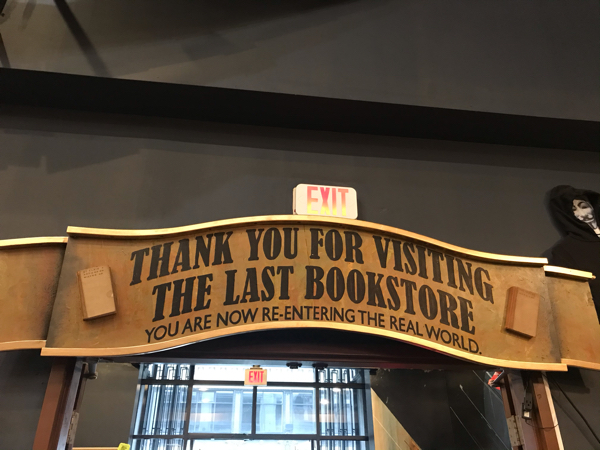 EXIT
THANK YOU FOR VISITING
THE LAST BOOKSTORE
YOU ARE NOW RE-ENTERING THE REAL WORLD.
EXIT